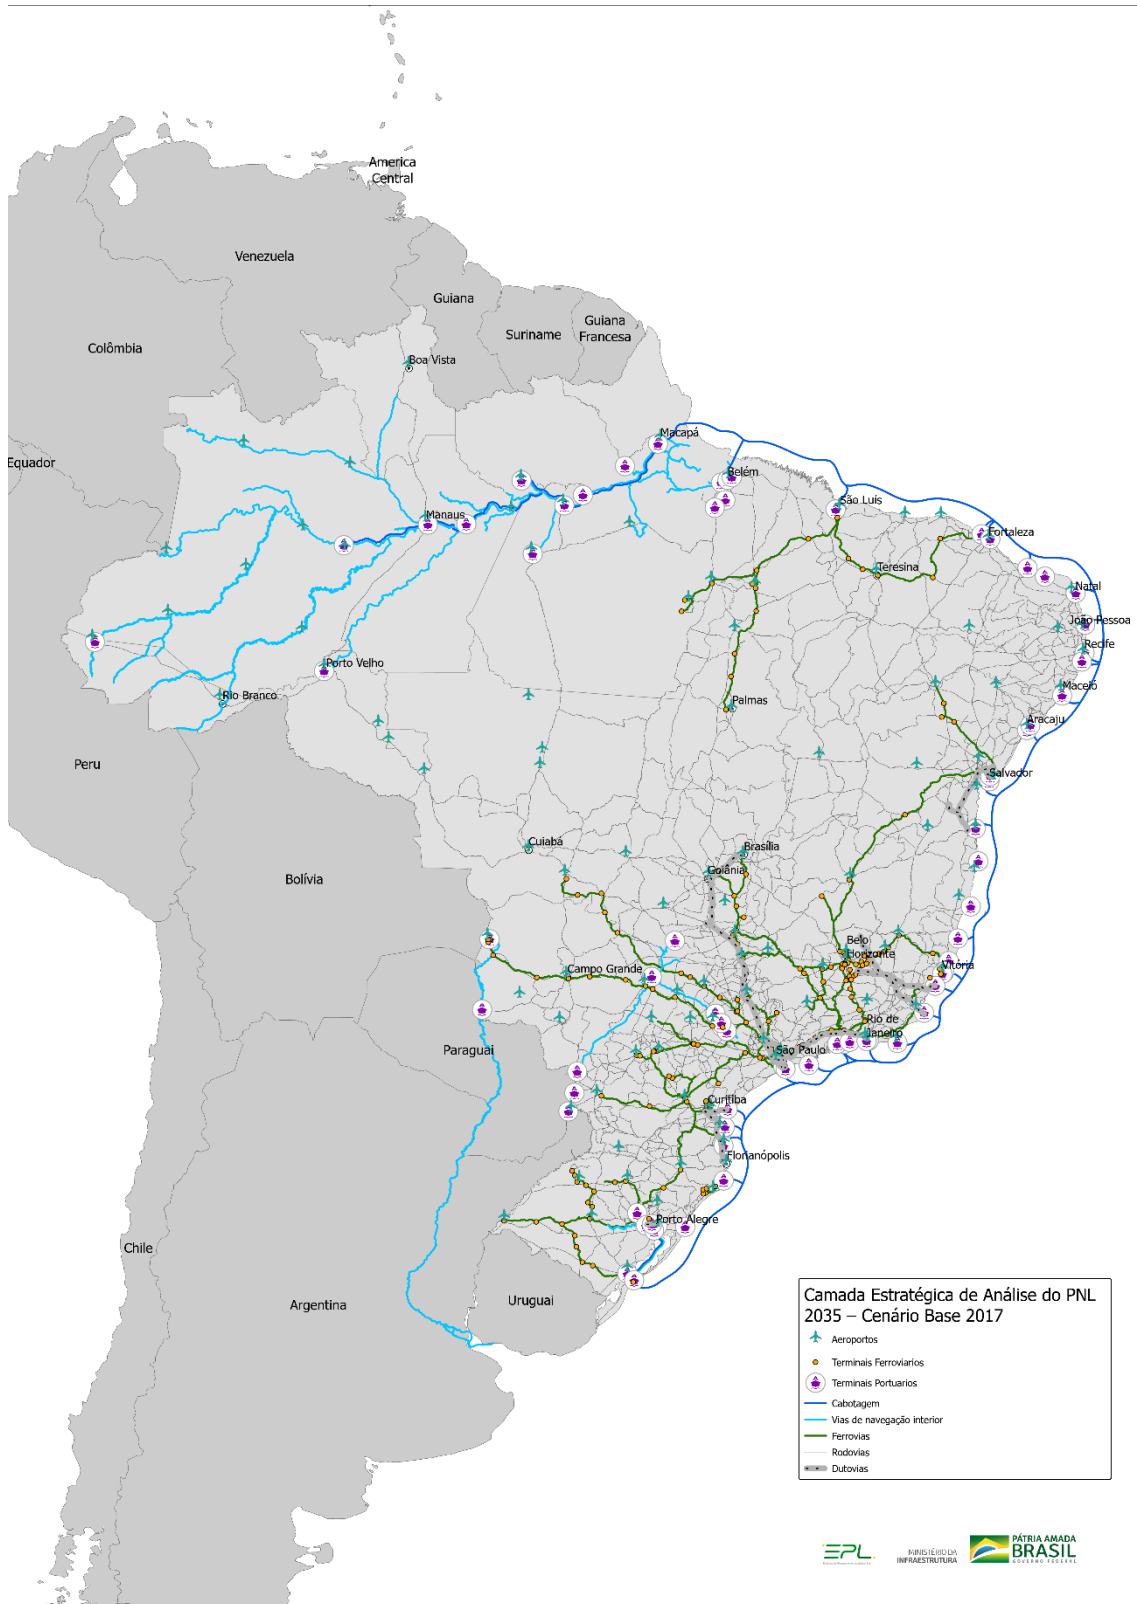 America
Central
Venezuela
Guiana
Suriname
Guiana
Francesa
Colômbia
Boa Vista
Equador
Macapá
Belém
São Luis
Manaus
Fortaleza
Teresina
Natal
João Pessoa
Recife
Porto Velho
Rio Branco
Palmas
Maceió
Aracaju
Peru
Salvador
Cuiabá
Brasília
Goiânia
Bolívia
Belo
Horizonte
Vitória
Campo Grande
Rio de
Janeiro
São Paulo
Paraguai
Curitiba
Florianópolis
Porto Alegre
Chile
Argentina
Uruguai
Camada Estratégica de Análise do PNL
2035 – Cenário Base 2017
Aeroportos
Terminais Ferroviarios
Terminais Portuarios
Cabotagem
Vias de navegação interior
Ferrovias
Rodovias
Dutovias
EPL
MINISTÉRIO DA
INFRAESTRUTURA
PÁTRIA AMADA
BRASIL
GOVERNO FEDERAL